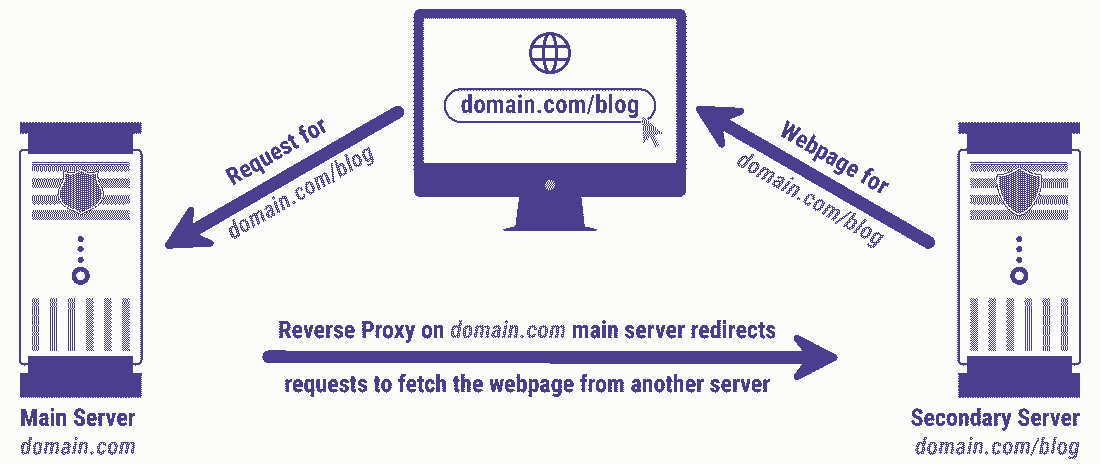 domain.com/blog
Request for
domain.com/blog
Webpage for
domain.com/blog
Reverse Proxy on domain.com main server redirects
requests to fetch the webpage from another server
Main Server
domain.com
Secondary Server
domain.com/blog